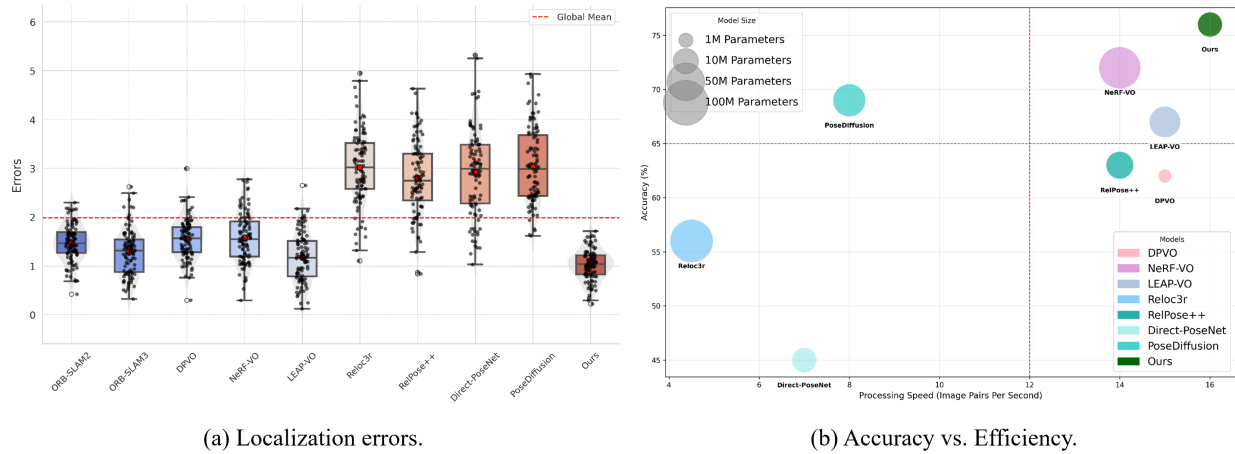 6
5
4
3
2
1
0
Errors
Global Mean
ORB-SLAM2
ORB-SLAM3
DPVO
NeRF-VO
LEAP-VO
Reloc3r
RelPose++
Direct-PoseNet
PoseDiffusion
Ours
(a) Localization errors.
75
70
65
60
55
50
45
Accuracy (%)
Model Size
1M Parameters
10M Parameters
50M Parameters
100M Parameters
Ours
NeRF-VO
PoseDiffusion
LEAP-VO
RelPose++
DPVO
Reloc3r
Direct-PoseNet
Models
DPVO
NeRF-VO
LEAP-VO
Reloc3r
RelPose++
Direct-PoseNet
PoseDiffusion
Ours
4
6
8
10
12
14
16
Processing Speed (Image Pairs Per Second)
(b) Accuracy vs. Efficiency.